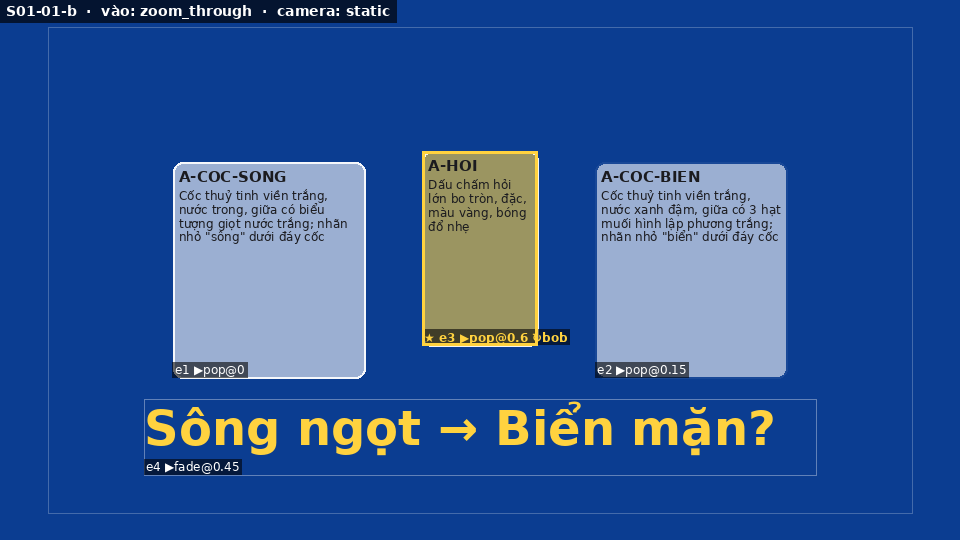 S01-01-b · vào: zoom_through · camera: static
A-COC-SONG
Cốc thuỷ tinh viền trắng,
nước trong, giữa có biểu
tượng giọt nước trắng; nhãn
nhỏ "sông" dưới đáy cốc
e1 ▶pop@0
A-HOI
Dấu chấm hỏi
lớn bo tròn, đặc,
màu vàng, bóng
đổ nhẹ
★ e3 ▶pop@0.6 ↻bob
A-COC-BIEN
Cốc thuỷ tinh viền trắng,
nước xanh đậm, giữa có 3 hạt
muối hình lập phương trắng;
nhãn nhỏ "biển" dưới đáy cốc
e2 ▶pop@0.15
Sông ngọt → Biển mặn?
e4 ▶fade@0.45